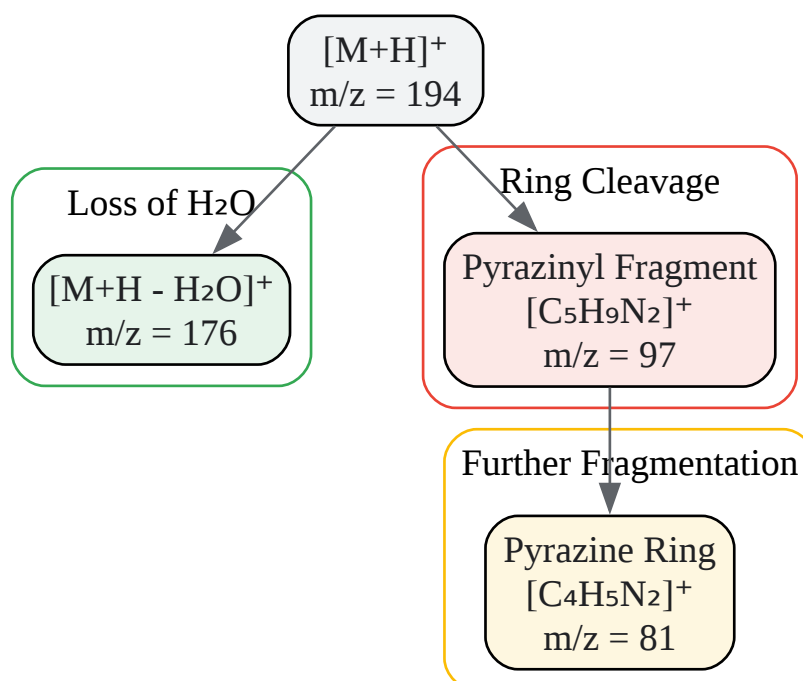 [M+H]⁺
m/z = 194
Loss of H₂O
[M+H - H₂O]⁺
m/z = 176
Ring Cleavage
Pyrazinyl Fragment
[C₅H₉N₂]⁺
m/z = 97
Further Fragmentation
Pyrazine Ring
[C₄H₅N₂]⁺
m/z = 81